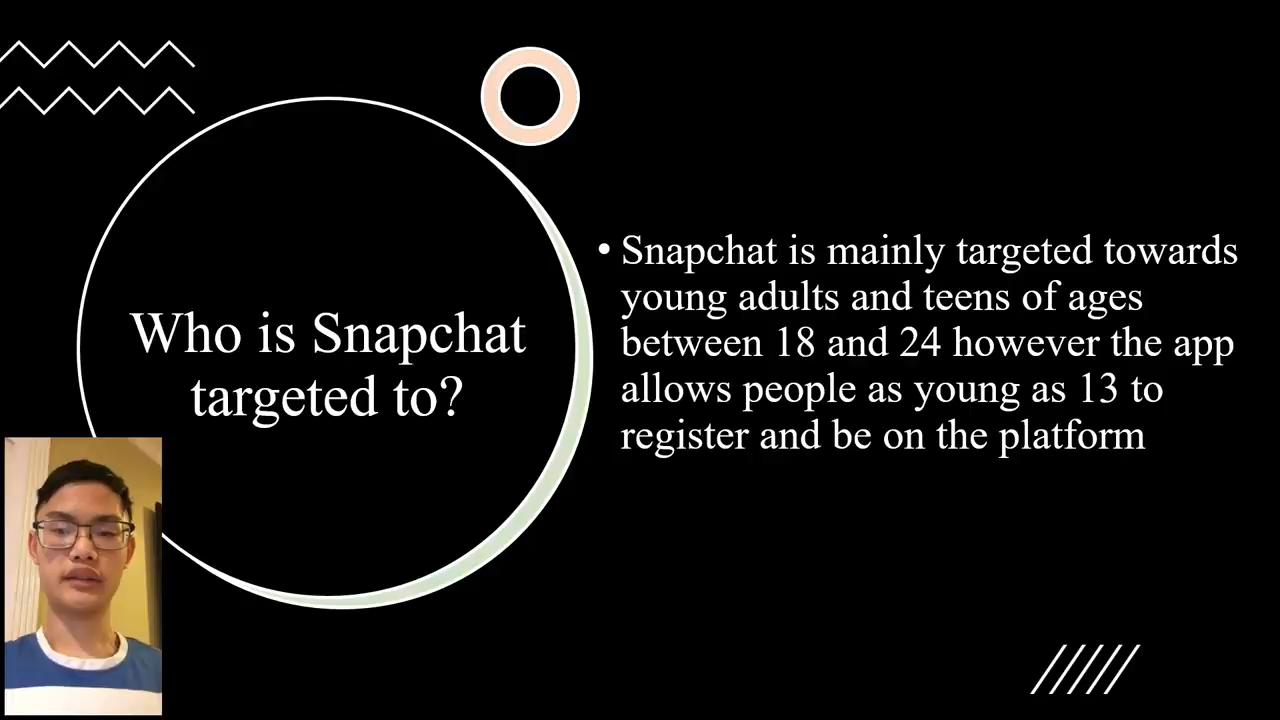 Who is Snapchat
targeted to?
• Snapchat is mainly targeted towards
young adults and teens of ages
between 18 and 24 however the app
allows people as young as 13 to
register and be on the platform